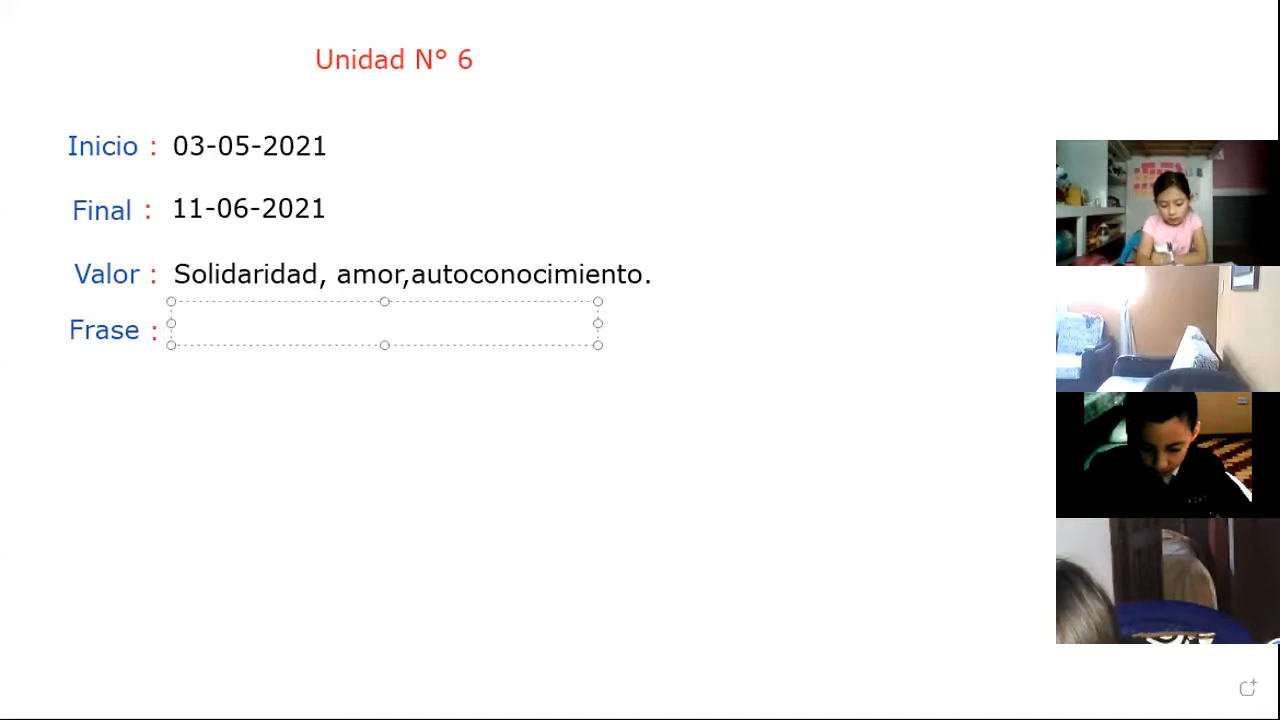 Unidad N° 6
Inicio : 03-05-2021
Final : 11-06-2021
Valor : Solidaridad, amor,autoconocimiento.
Frase :